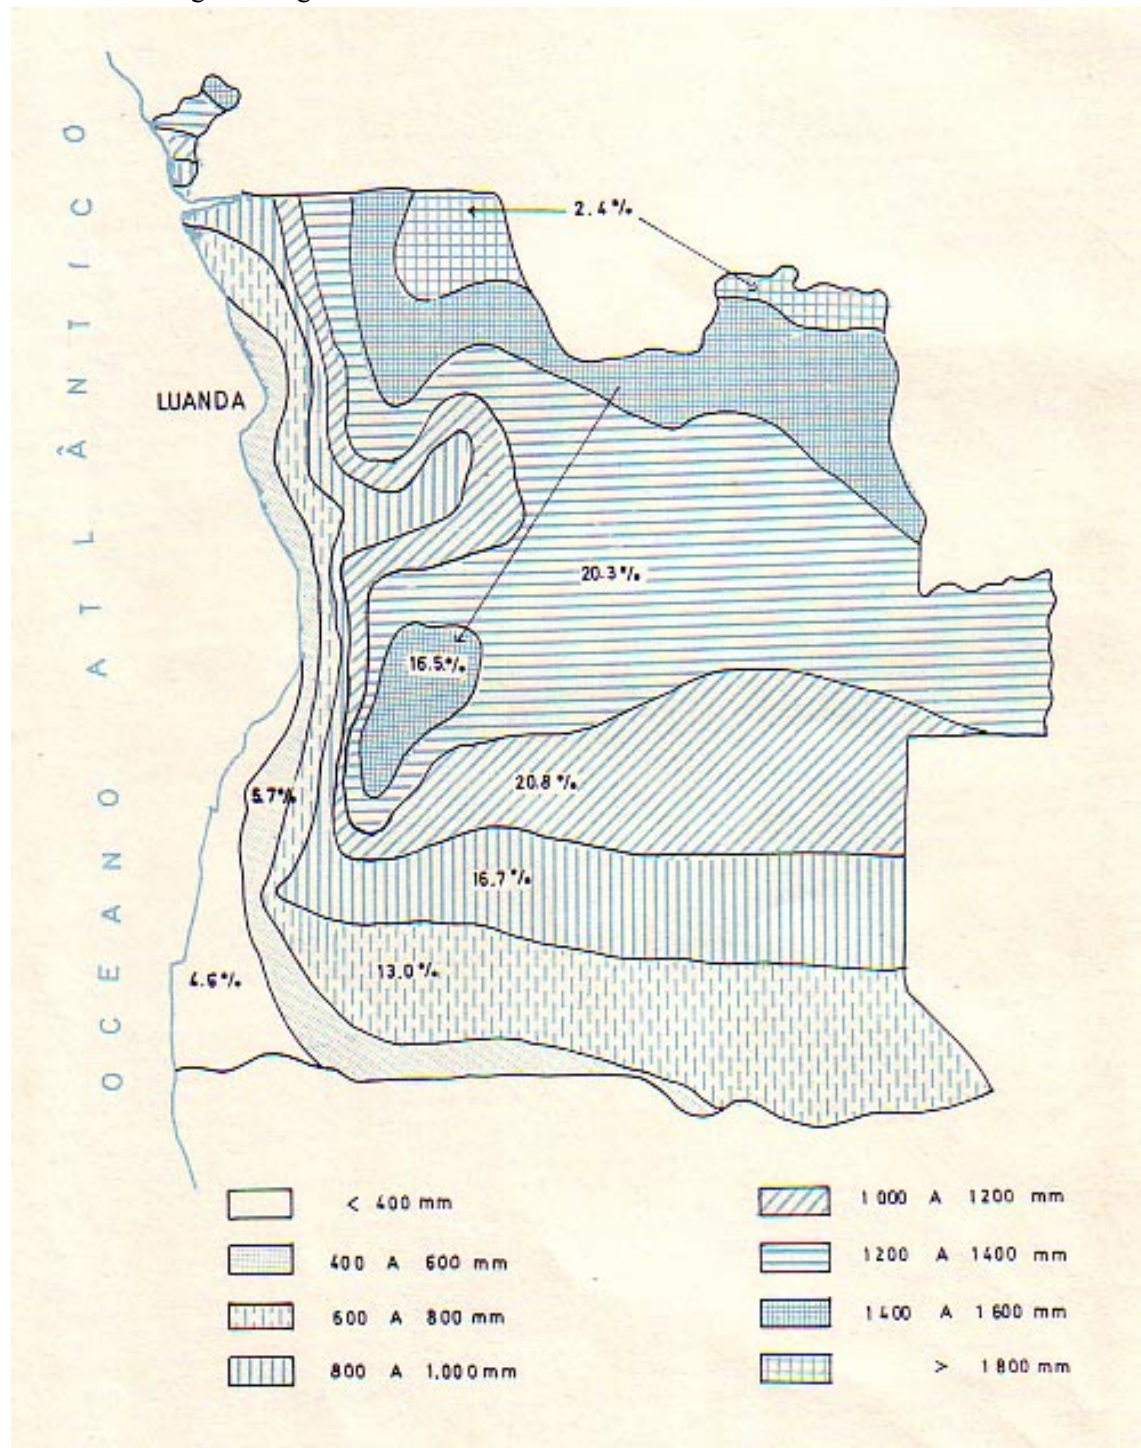 OCEANO ATLÂNTICO
2.4%
LUANDA
20.3%
16.5%
5.7%
20.8%
16.7%
13.0%
4.6%
< 400 mm
400 A 600 mm
600 A 800 mm
800 A 1.000 mm
1 000 A 1200 mm
1200 A 1400 mm
1400 A 1600 mm
> 1800 mm